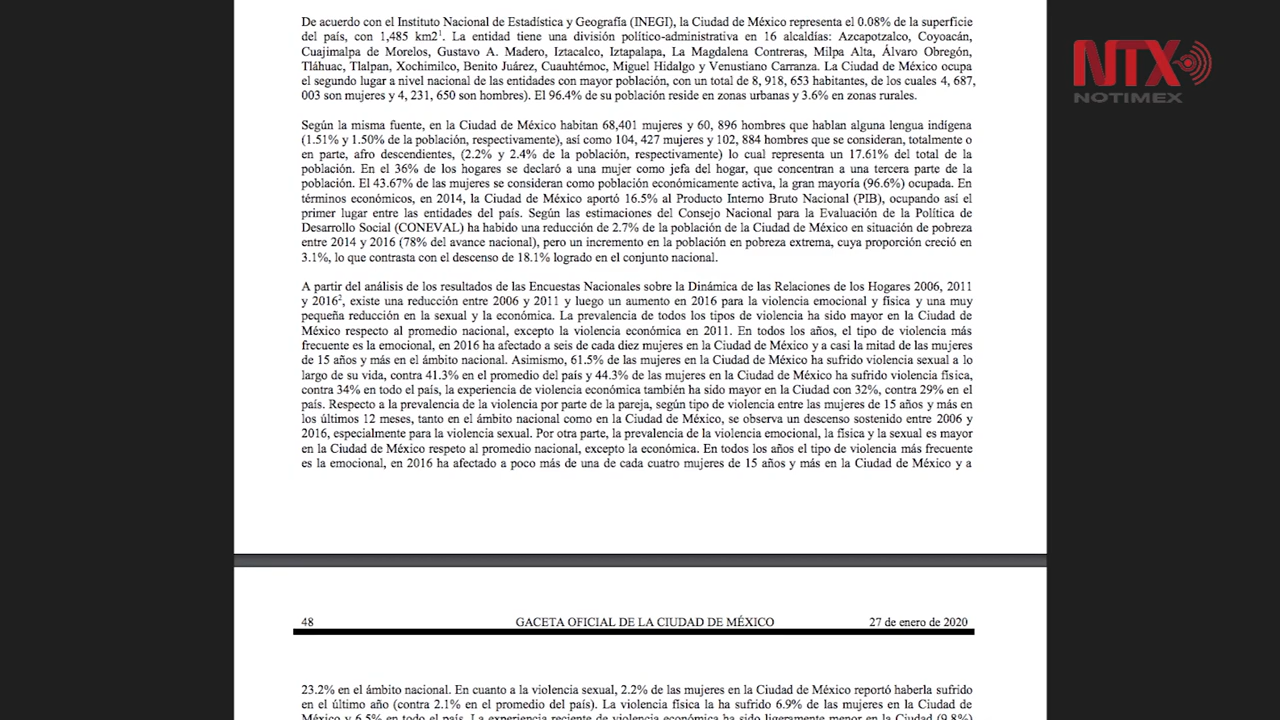 De acuerdo con el Instituto Nacional de Estadística y Geografía (INEGI), la Ciudad de México representa el 0.08% de la superficie
del país, con 1,485 km2¹. La entidad tiene una división político-administrativa en 16 alcaldías: Azcapotzalco, Coyoacán,
Cuajimalpa de Morelos, Gustavo A. Madero, Iztacalco, Iztapalapa, La Magdalena Contreras, Milpa Alta, Álvaro Obregón,
Tláhuac, Tlalpan, Xochimilco, Benito Juárez, Cuauhtémoc, Miguel Hidalgo y Venustiano Carranza. La Ciudad de México ocupa
el segundo lugar a nivel nacional de las entidades con mayor población, con un total de 8, 918, 653 habitantes, de los cuales 4, 687,
003 son mujeres y 4, 231, 650 son hombres). El 96.4% de su población reside en zonas urbanas y 3.6% en zonas rurales.
Según la misma fuente, en la Ciudad de México habitan 68,401 mujeres y 60, 896 hombres que hablan alguna lengua indígena
(1.51% y 1.50% de la población, respectivamente), así como 104, 427 mujeres y 102, 884 hombres que se consideran, totalmente o
en parte, afro descendientes, (2.2% y 2.4% de la población, respectivamente) lo cual representa un 17.61% del total de la
población. En el 36% de los hogares se declaró a una mujer como jefa del hogar, que concentran a una tercera parte de la
población. El 43.67% de las mujeres se consideran como población económicamente activa, la gran mayoría (96.6%) ocupada. En
términos económicos, en 2014, la Ciudad de México aportó 16.5% al Producto Interno Bruto Nacional (PIB), ocupando así el
primer lugar entre las entidades del país. Según las estimaciones del Consejo Nacional para la Evaluación de la Política de
Desarrollo Social (CONEVAL) ha habido una reducción de 2.7% de la población de la Ciudad de México en situación de pobreza
entre 2014 y 2016 (78% del avance nacional), pero un incremento en la población en pobreza extrema, cuya proporción creció en
3.1%, lo que contrasta con el descenso de 18.1% logrado en el conjunto nacional.
A partir del análisis de los resultados de las Encuestas Nacionales sobre la Dinámica de las Relaciones de los Hogares 2006, 2011
y 2016², existe una reducción entre 2006 y 2011 y luego un aumento en 2016 para la violencia emocional y física y una muy
pequeña reducción en la sexual y la económica. La prevalencia de todos los tipos de violencia ha sido mayor en la Ciudad de
México respecto al promedio nacional, excepto la violencia económica en 2011. En todos los años, el tipo de violencia más
frecuente es la emocional, en 2016 ha afectado a seis de cada diez mujeres en la Ciudad de México y a casi la mitad de las mujeres
de 15 años y más en el ámbito nacional. Asimismo, 61.5% de las mujeres en la Ciudad de México ha sufrido violencia sexual a lo
largo de su vida, contra 41.3% en el promedio del país y 44.3% de las mujeres en la Ciudad de México ha sufrido violencia física,
contra 34% en todo el país, la experiencia de violencia económica también ha sido mayor en la Ciudad con 32%, contra 29% en el
país. Respecto a la prevalencia de la violencia por parte de la pareja, según tipo de violencia entre las mujeres de 15 años y más en
los últimos 12 meses, tanto en el ámbito nacional como en la Ciudad de México, se observa un descenso sostenido entre 2006 y
2016, especialmente para la violencia sexual. Por otra parte, la prevalencia de la violencia emocional, la física y la sexual es mayor
en la Ciudad de México respeto al promedio nacional, excepto la económica. En todos los años el tipo de violencia más frecuente
es la emocional, en 2016 ha afectado a poco más de una de cada cuatro mujeres de 15 años y más en la Ciudad de México y a
48 GACETA OFICIAL DE LA CIUDAD DE MÉXICO 27 de enero de 2020
23.2% en el ámbito nacional. En cuanto a la violencia sexual, 2.2% de las mujeres en la Ciudad de México reportó haberla sufrido
en el último año (contra 2.1% en el promedio del país). La violencia física la ha sufrido 6.9% de las mujeres en la Ciudad de
México y 6.5% en todo el país. La experiencia reciente de violencia económica ha sido ligeramente menor en la Ciudad (9.8%)
NTX
NOTIMEX